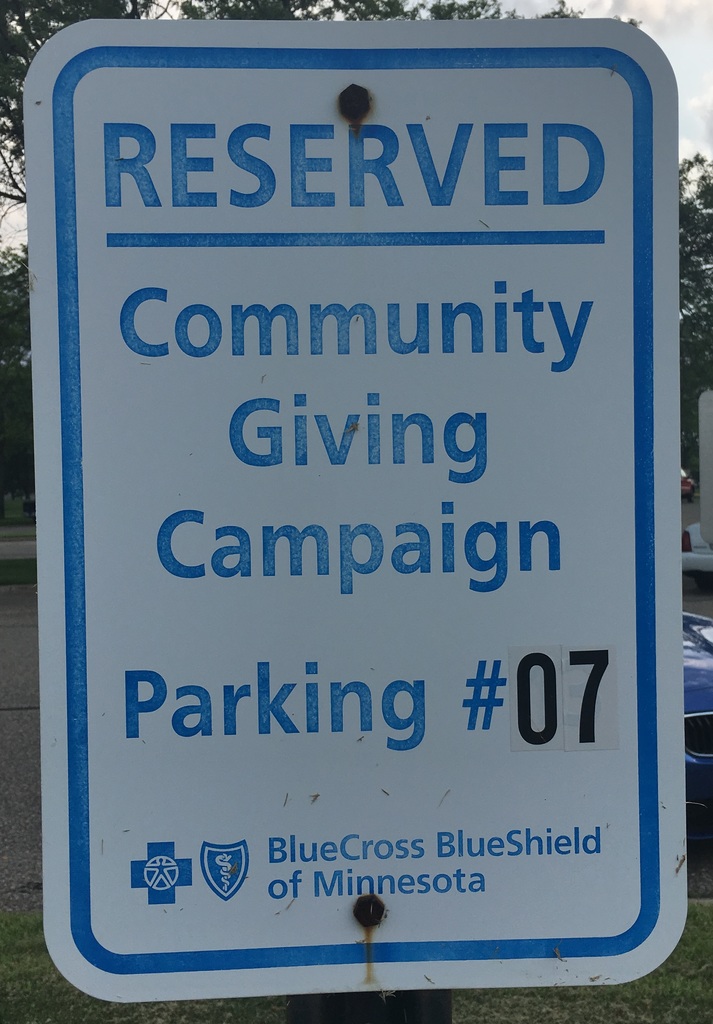 RESERVED
Community
Giving
Campaign
Parking #07
BlueCross BlueShield
of Minnesota